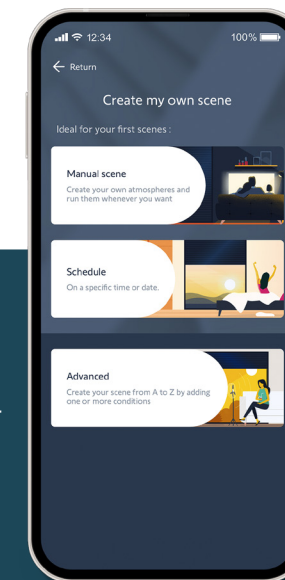 12:34 100%
Return
Create my own scene
Ideal for your first scenes :
Manual scene
Create your own atmospheres and
run them whenever you want
Schedule
On a specific time or date.
Advanced
Create your scene from A to Z by adding
one or more conditions